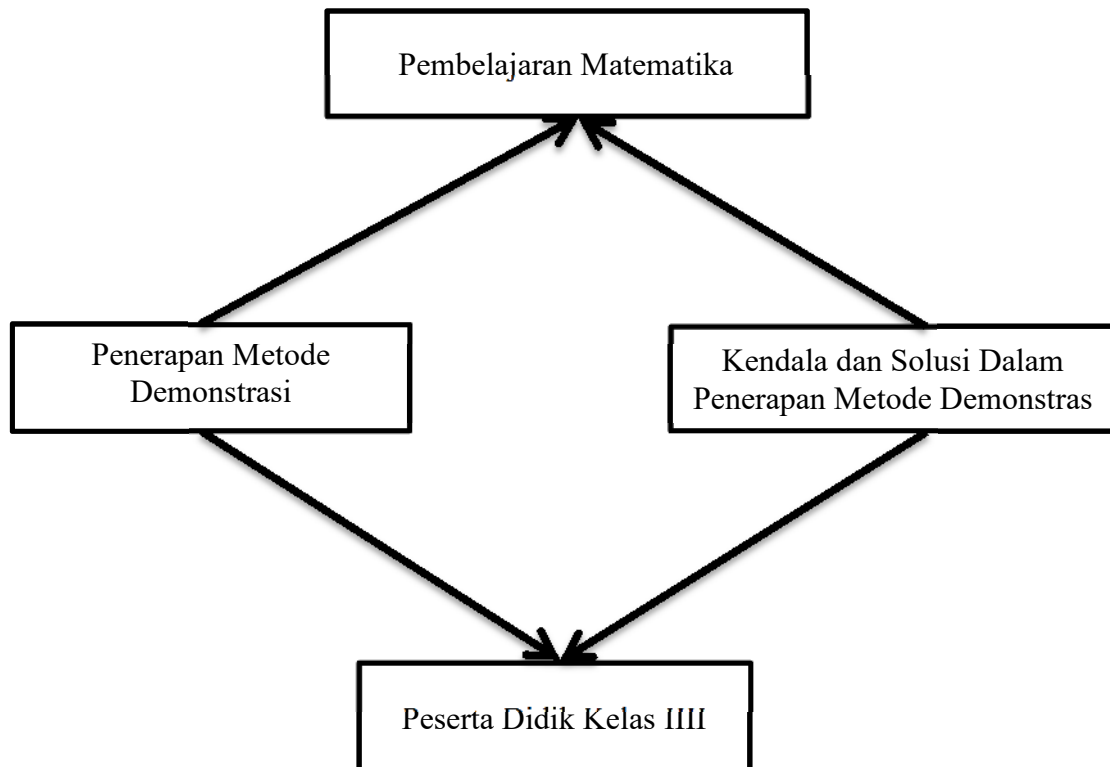 Pembelajaran Matematika
Penerapan Metode
Demonstrasi
Kendala dan Solusi Dalam
Penerapan Metode Demonstras
Peserta Didik Kelas IIII